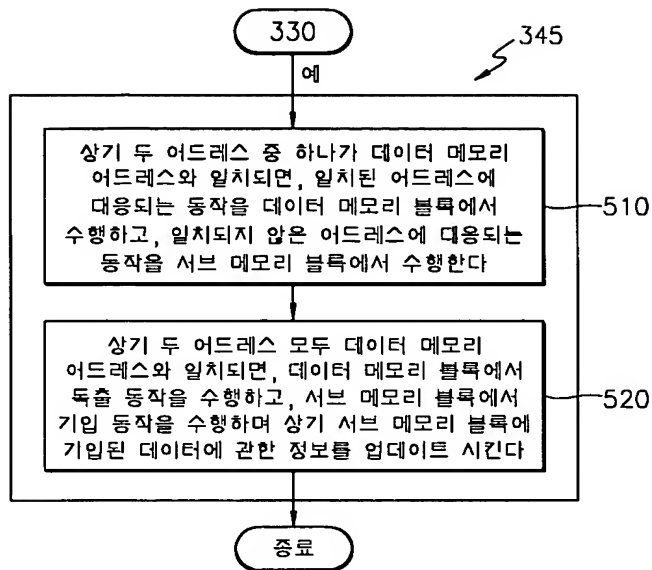 330
345
예
상기 두 어드레스 중 하나가 데이터 메모리
어드레스와 일치되면, 일치된 어드레스에
대응되는 동작을 데이터 메모리 블록에서
수행하고, 일치되지 않은 어드레스에 대응되는
동작을 서브 메모리 블록에서 수행한다
510
상기 두 어드레스 모두 데이터 메모리
어드레스와 일치되면, 데이터 메모리 블록에서
독출 동작을 수행하고, 서브 메모리 블록에서
기입 동작을 수행하며 상기 서브 메모리 블록에
기입된 데이터에 관한 정보를 업데이트 시킨다
520
종료